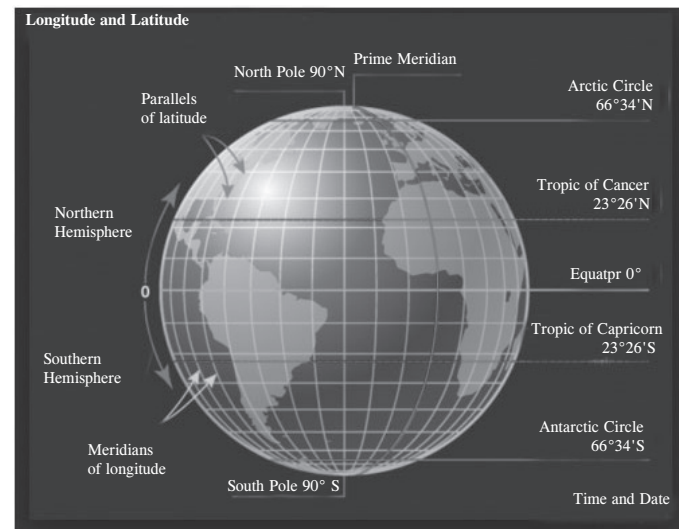 Longitude and Latitude
Prime Meridian
North Pole 90°N
Arctic Circle
66°34'N
Parallels
of latitude
Tropic of Cancer
23°26'N
Northern
Hemisphere
Equatpr 0°
0
Tropic of Capricorn
23°26'S
Southern
Hemisphere
Antarctic Circle
66°34'S
Meridians
of longitude
South Pole 90° S
Time and Date